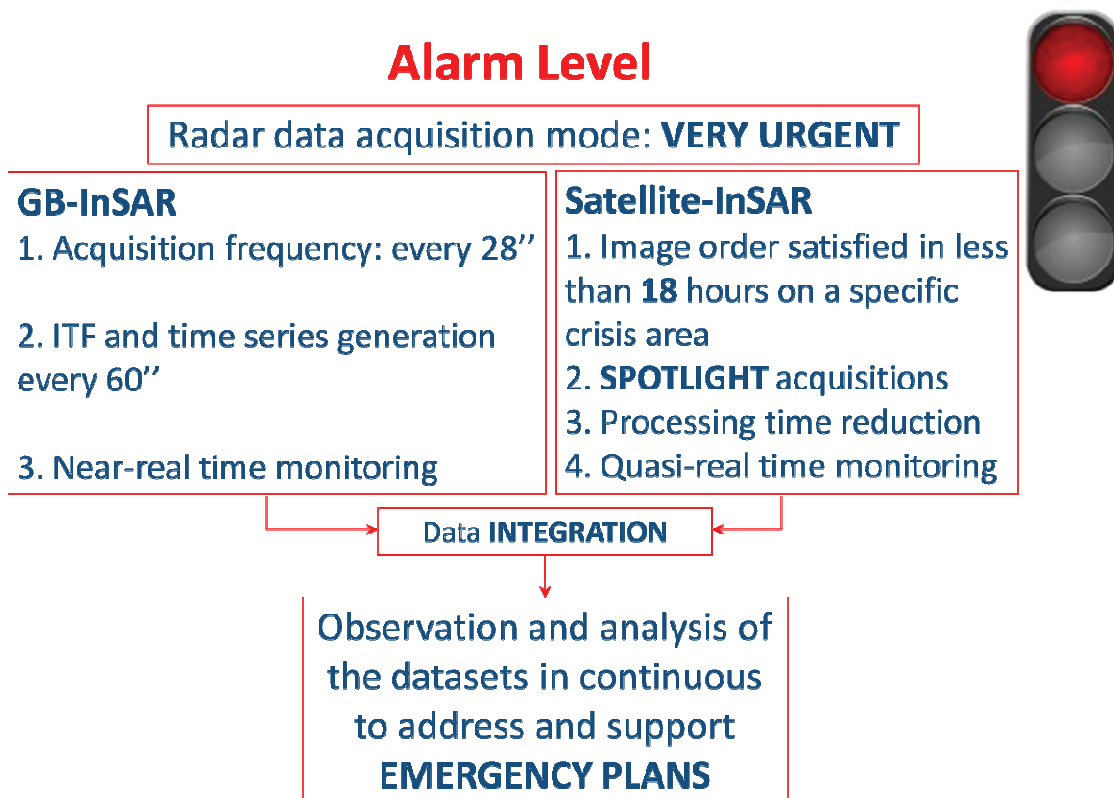 Alarm Level
Radar data acquisition mode: VERY URGENT
GB-InSAR
1. Acquisition frequency: every 28’’
2. ITF and time series generation
every 60’’
3. Near-real time monitoring
Satellite-InSAR
1. Image order satisfied in less
than 18 hours on a specific
crisis area
2. SPOTLIGHT acquisitions
3. Processing time reduction
4. Quasi-real time monitoring
Data INTEGRATION
Observation and analysis of
the datasets in continuous
to address and support
EMERGENCY PLANS